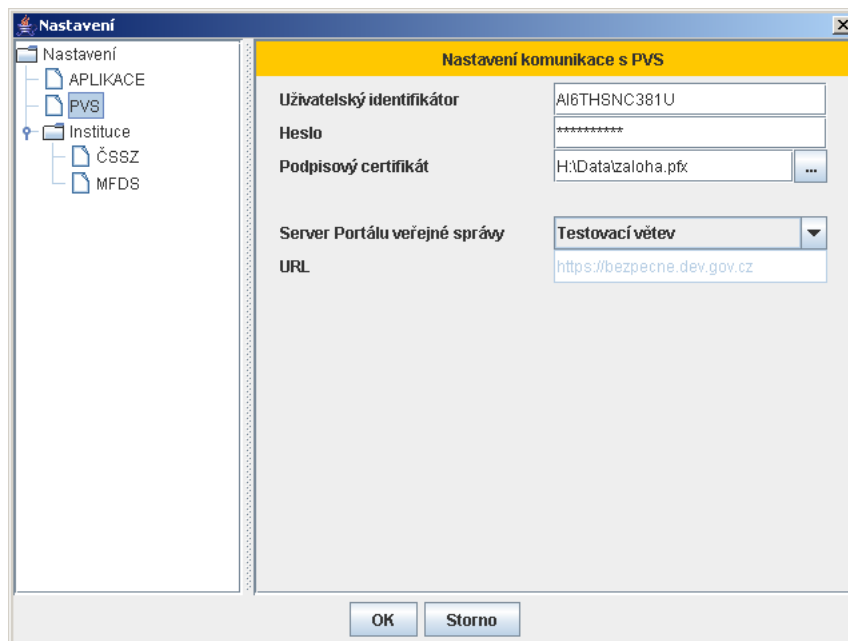 Nastavení
Nastavení
APLIKACE
PVS
Instituce
ČSSZ
MFDS
Nastavení komunikace s PVS
Uživatelský identifikátor AI6THSNC381U
Heslo **********
Podpisový certifikát H:\Data\zaloha.pfx ...
Server Portálu veřejné správy Testovací větev
URL https://bezpecne.dev.gov.cz
OK Storno